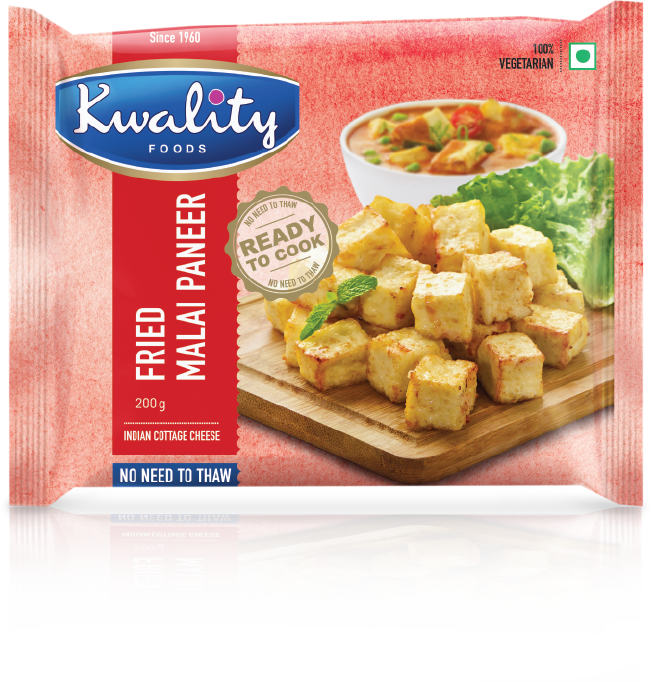 Since 1960
Kwality
FOODS
100%
VEGETARIAN
NO NEED TO THAW
READY
TO COOK
NO NEED TO THAW
FRIED
MALAI PANEER
200g
INDIAN COTTAGE CHEESE
NO NEED TO THAW